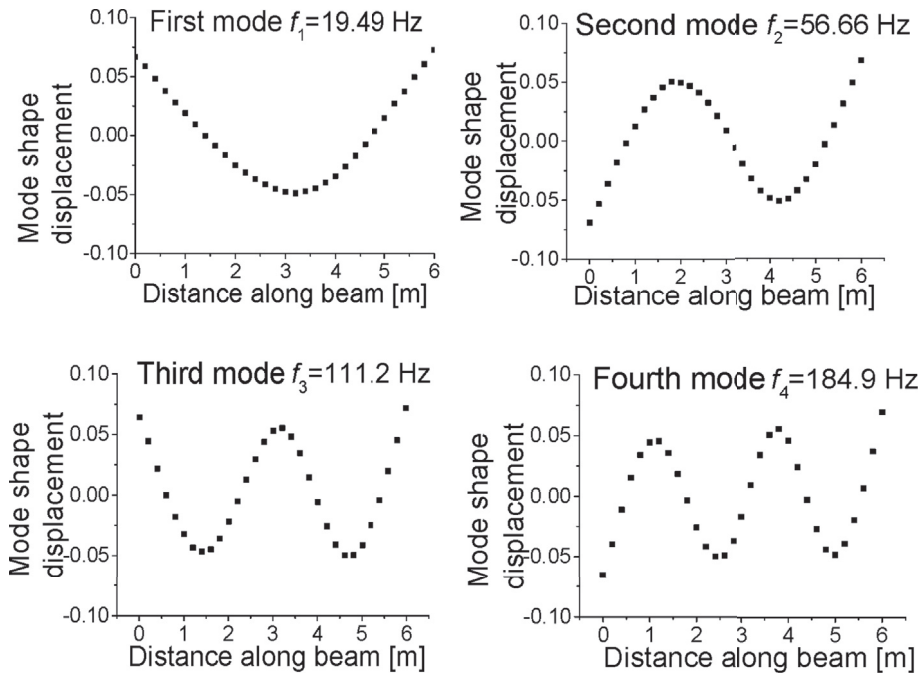 First mode f1=19.49 Hz
0.10
0.05
0.00
-0.05
-0.10
Mode shape
displacement
0 1 2 3 4 5 6
Distance along beam [m]
Second mode f2=56.66 Hz
0.10
0.05
0.00
-0.05
-0.10
Mode shape
displacement
0 1 2 3 4 5 6
Distance along beam [m]
Third mode f3=111.2 Hz
0.10
0.05
0.00
-0.05
-0.10
Mode shape
displacement
0 1 2 3 4 5 6
Distance along beam [m]
Fourth mode f4=184.9 Hz
0.10
0.05
0.00
-0.05
-0.10
Mode shape
displacement
0 1 2 3 4 5 6
Distance along beam [m]